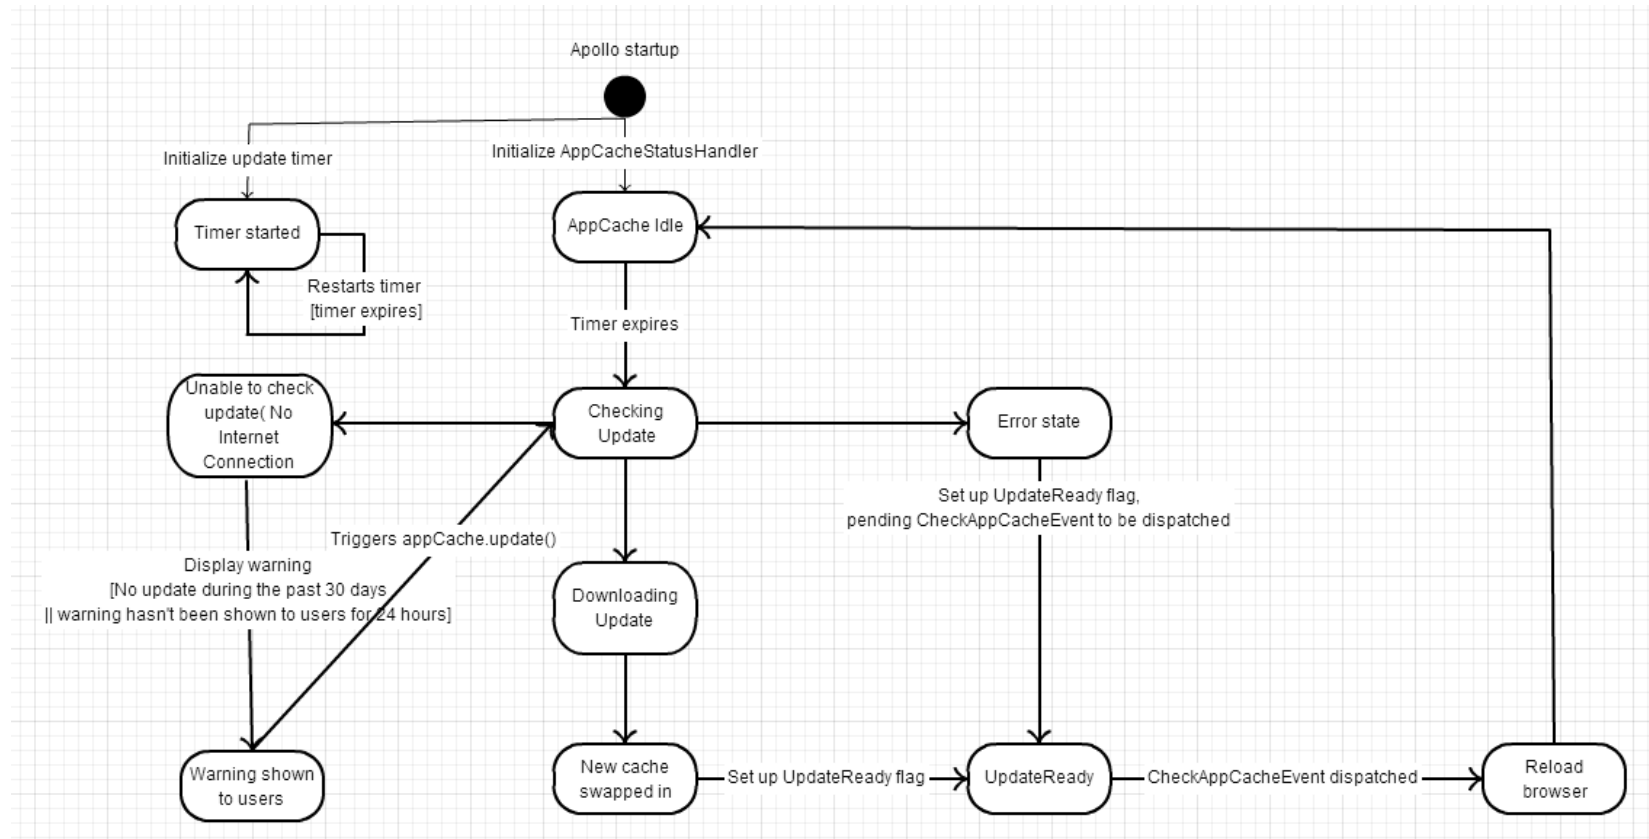 Apollo startup
Initialize update timer
Initialize AppCacheStatusHandler
Timer started
AppCache Idle
Restarts timer
[timer expires]
Timer expires
Unable to check
update( No
Internet
Connection
Checking
Update
Error state
Set up UpdateReady flag,
pending CheckAppCacheEvent to be dispatched
Triggers appCache.update()
Display warning
[No update during the past 30 days
|| warning hasn't been shown to users for 24 hours]
Downloading
Update
Warning shown
to users
New cache
swapped in
Set up UpdateReady flag
UpdateReady
CheckAppCacheEvent dispatched
Reload
browser